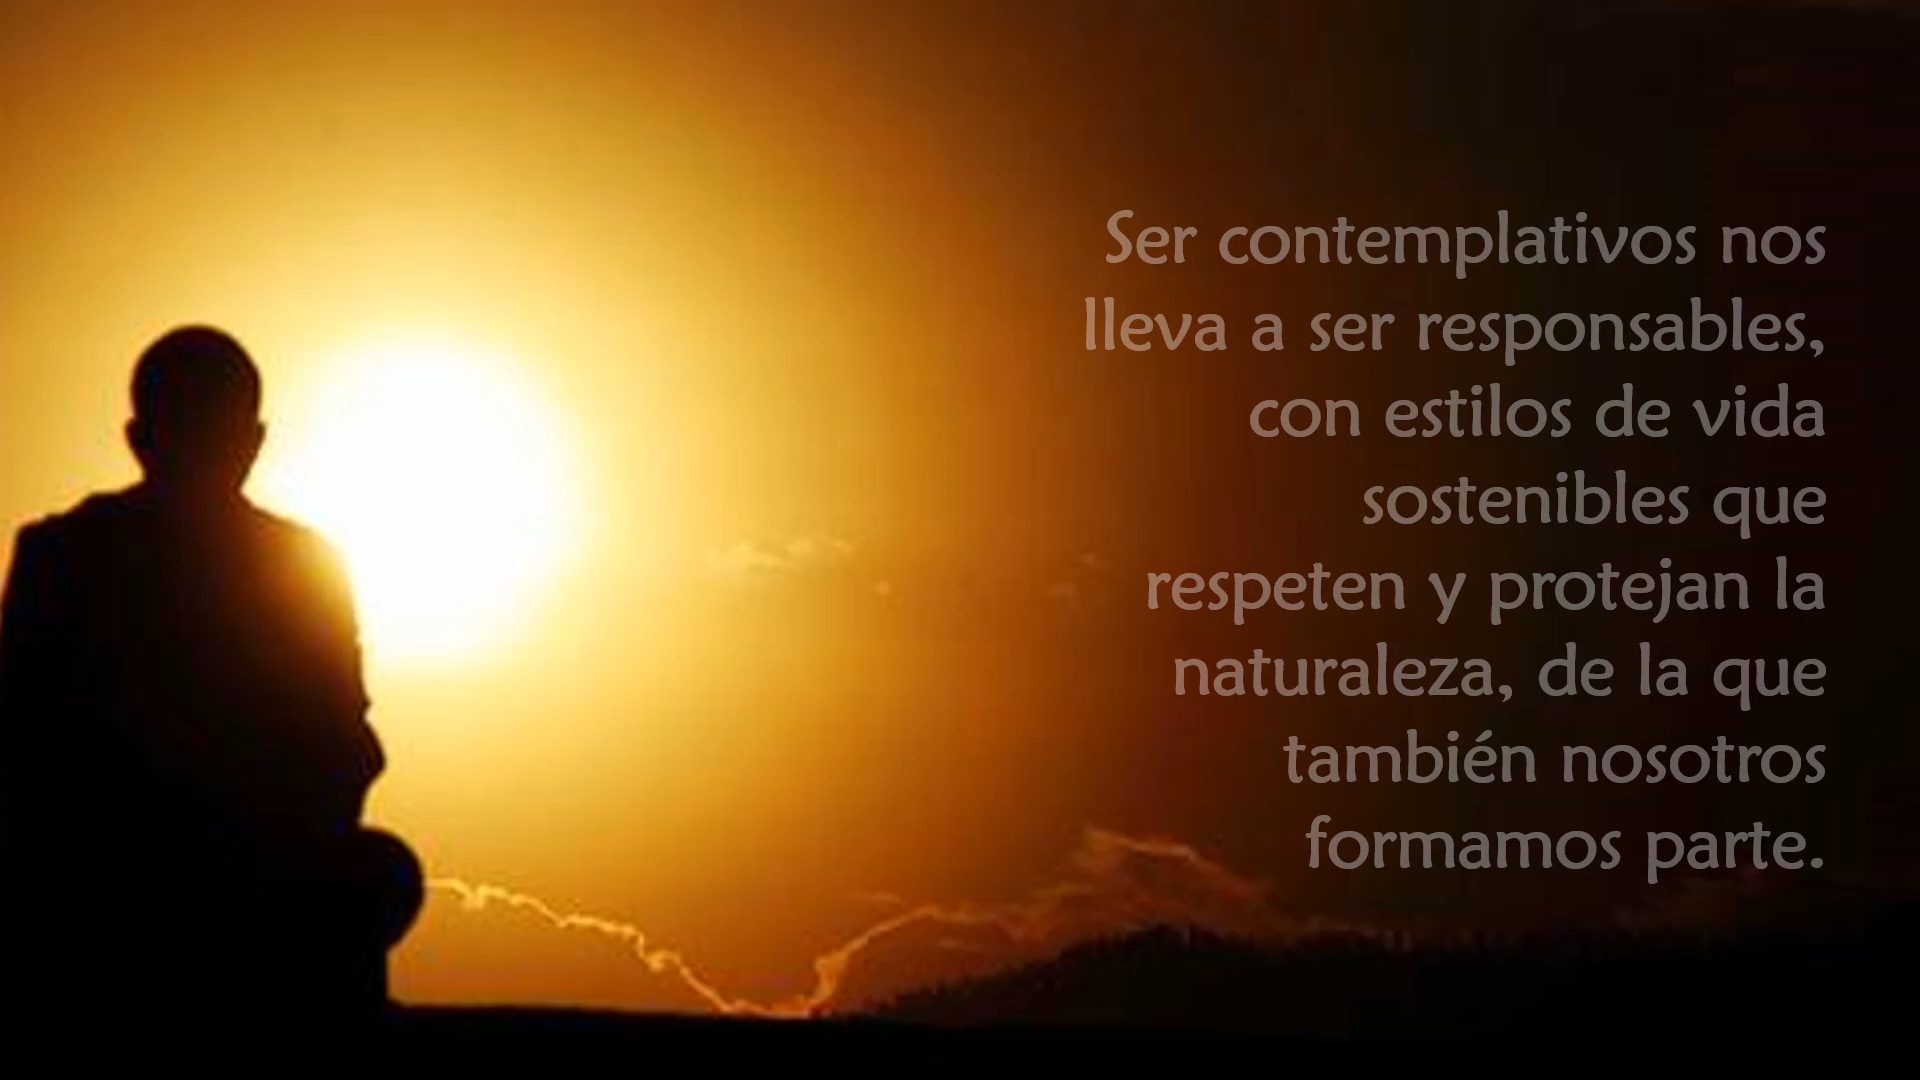 Ser contemplativos nos
lleva a ser responsables,
con estilos de vida
sostenibles que
respeten y protejan la
naturaleza, de la que
también nosotros
formamos parte.